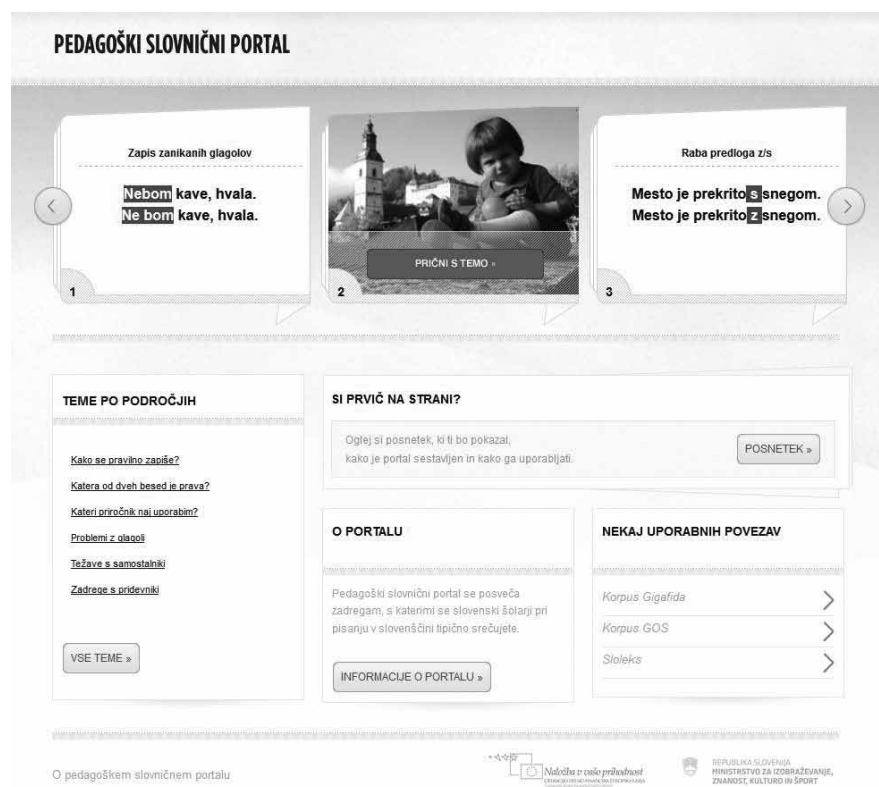 PEDAGOŠKI SLOVNIČNI PORTAL
Zapis zanikanih glagolov
Nebom kave, hvala.
Ne bom kave, hvala.
1
PRIČNI S TEMO »
2
Raba predloga z/s
Mesto je prekrito s snegom.
Mesto je prekrito z snegom.
3
TEME PO PODROČJIH
Kako se pravilno zapiše?
Katera od dveh besed je prava?
Kateri priročnik naj uporabim?
Problemi z glagoli
Težave s samostalniki
Zadrege s pridevniki
VSE TEME »
SI PRVIČ NA STRANI?
Oglej si posnetek, ki ti bo pokazal,
kako je portal sestavljen in kako ga uporabljati.
POSNETEK »
O PORTALU
Pedagoški slovnični portal se posveča
zadregam, s katerimi se slovenski šolarji pri
pisanju v slovenščini tipično srečujete.
INFORMACIJE O PORTALU »
NEKAJ UPORABNIH POVEZAV
Korpus Gigafida
Korpus GOS
Sloleks
O pedagoškem slovničnem portalu
Naložba v vašo prihodnost
REPUBLIKA SLOVENIJA
MINISTRSTVO ZA IZOBRAŽEVANJE,
ZNANOST, KULTURO IN ŠPORT